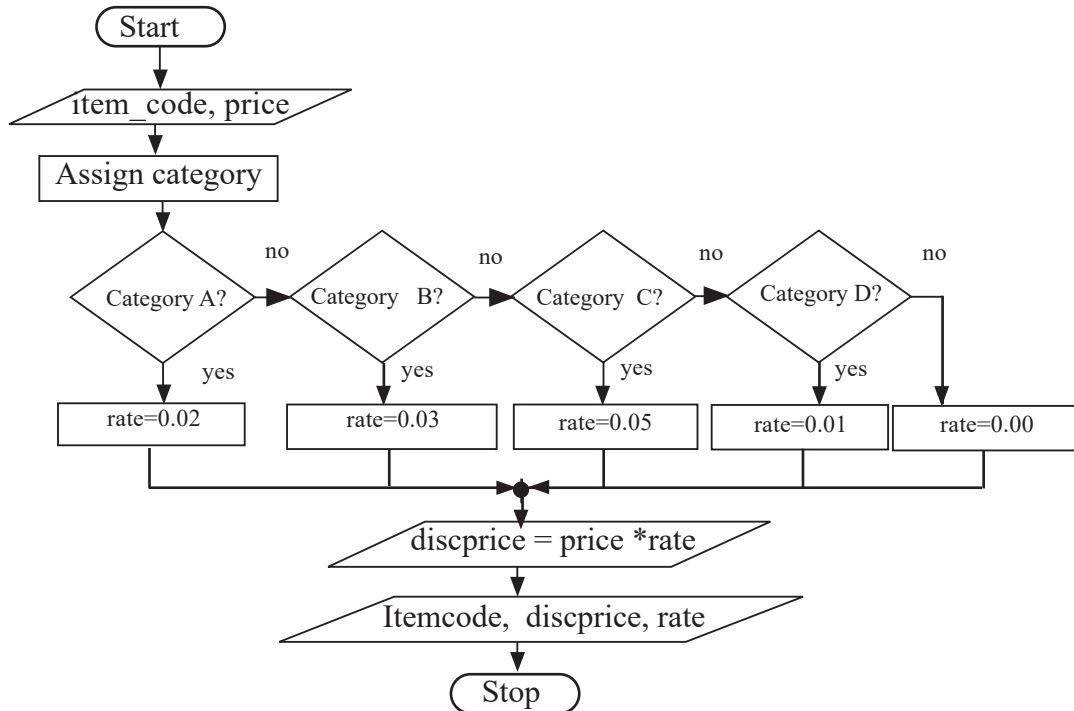 Start
item_code, price
Assign category
no
no
no
no
Category A?
Category B?
Category C?
Category D?
yes
yes
yes
yes
rate=0.02
rate=0.03
rate=0.05
rate=0.01
rate=0.00
discprice = price *rate
Itemcode, discprice, rate
Stop